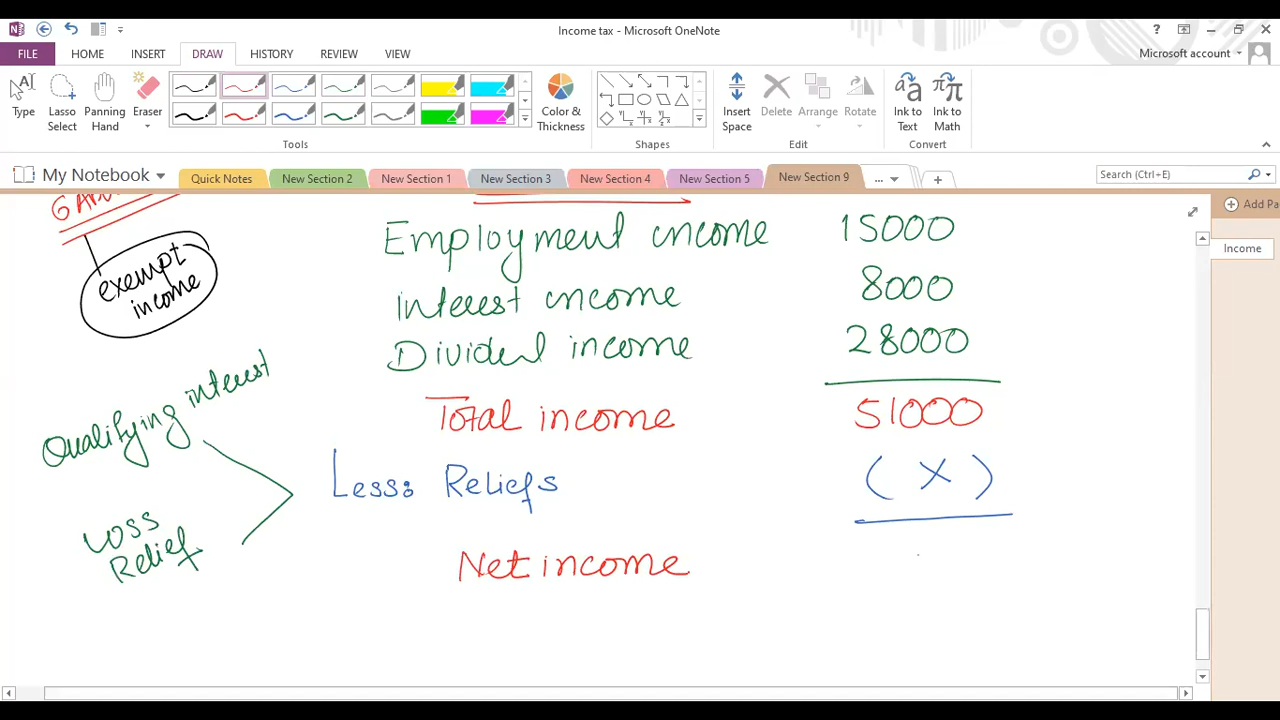 Income tax - Microsoft OneNote
FILE HOME INSERT DRAW HISTORY REVIEW VIEW
Microsoft account
Type
Lasso Select
Panning Hand
Eraser
Color & Thickness
Insert Space
Delete
Arrange
Rotate
Ink to Text
Ink to Math
Tools
Shapes
Edit
Convert
My Notebook
Quick Notes
New Section 2
New Section 1
New Section 3
New Section 4
New Section 5
New Section 9
...
Search (Ctrl+E)
Add Pa
Income
exempt
income
Employment income 15000
Interest income 8000
Dividend income 28000
Total income 51000
Qualifying interest
Less: Reliefs ( X )
Loss
Relief
Net income